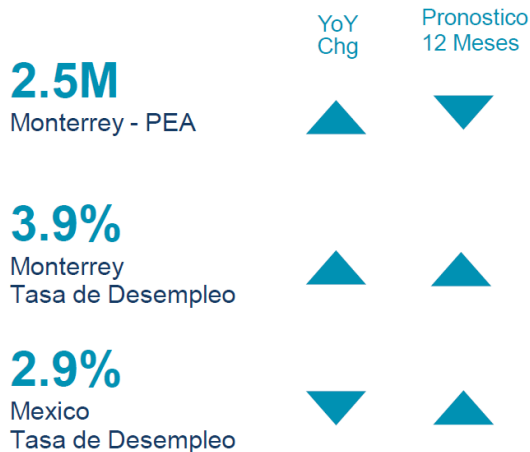 YoY
Chg
Pronostico
12 Meses
2.5M
Monterrey - PEA
3.9%
Monterrey
Tasa de Desempleo
2.9%
Mexico
Tasa de Desempleo